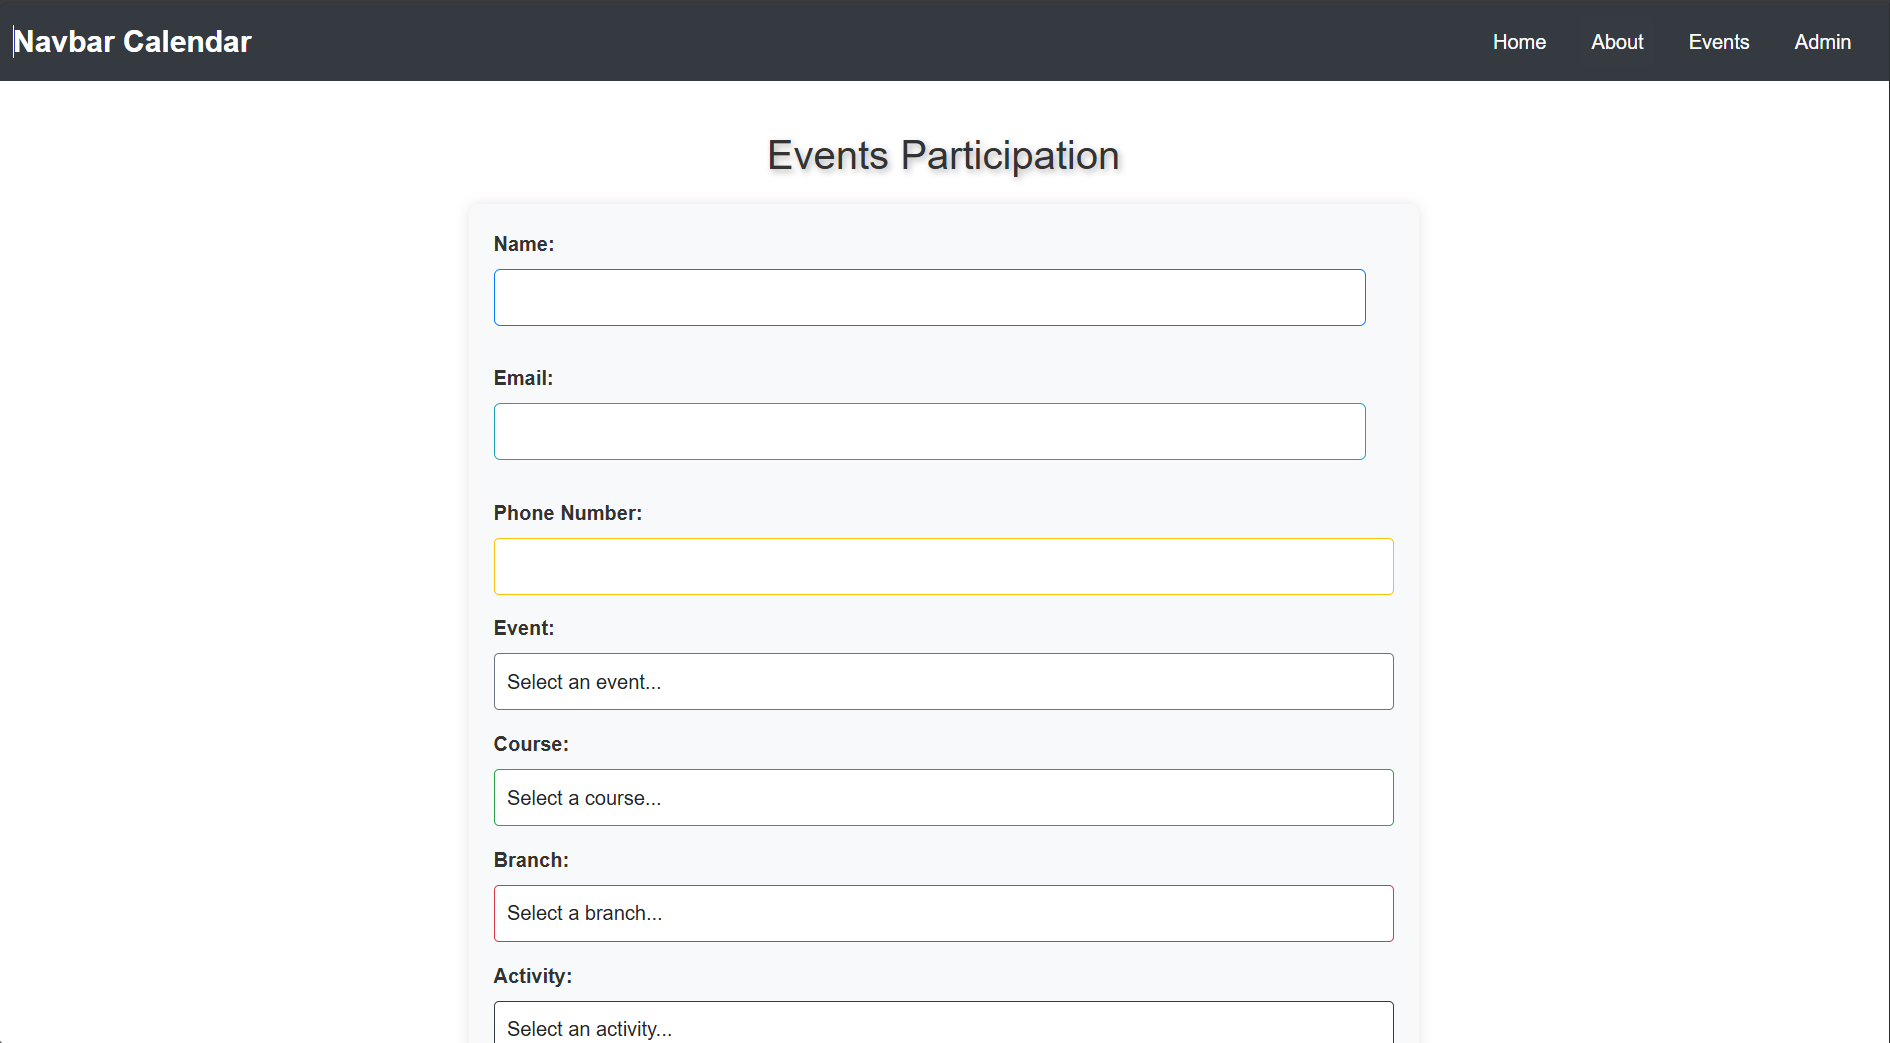 Navbar Calendar
Home About Events Admin
Events Participation
Name:
Email:
Phone Number:
Event:
Select an event...
Course:
Select a course...
Branch:
Select a branch...
Activity:
Select an activity...